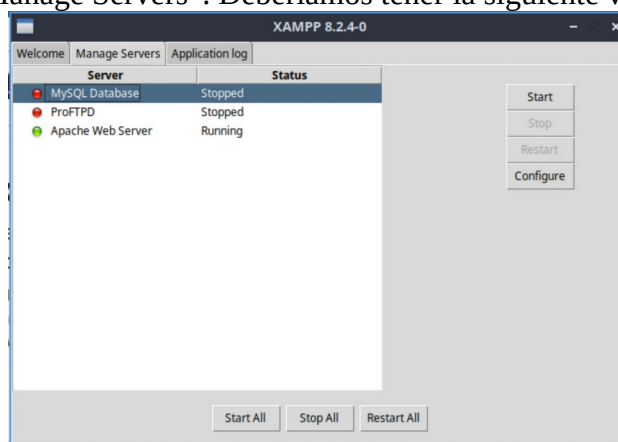 Manage Servers". Deberíamos tener la siguiente
XAMPP 8.2.4-0
Welcome Manage Servers Application log
Server Status
MySQL Database Stopped
ProFTPD Stopped
Apache Web Server Running
Start
Stop
Restart
Configure
Start All Stop All Restart All